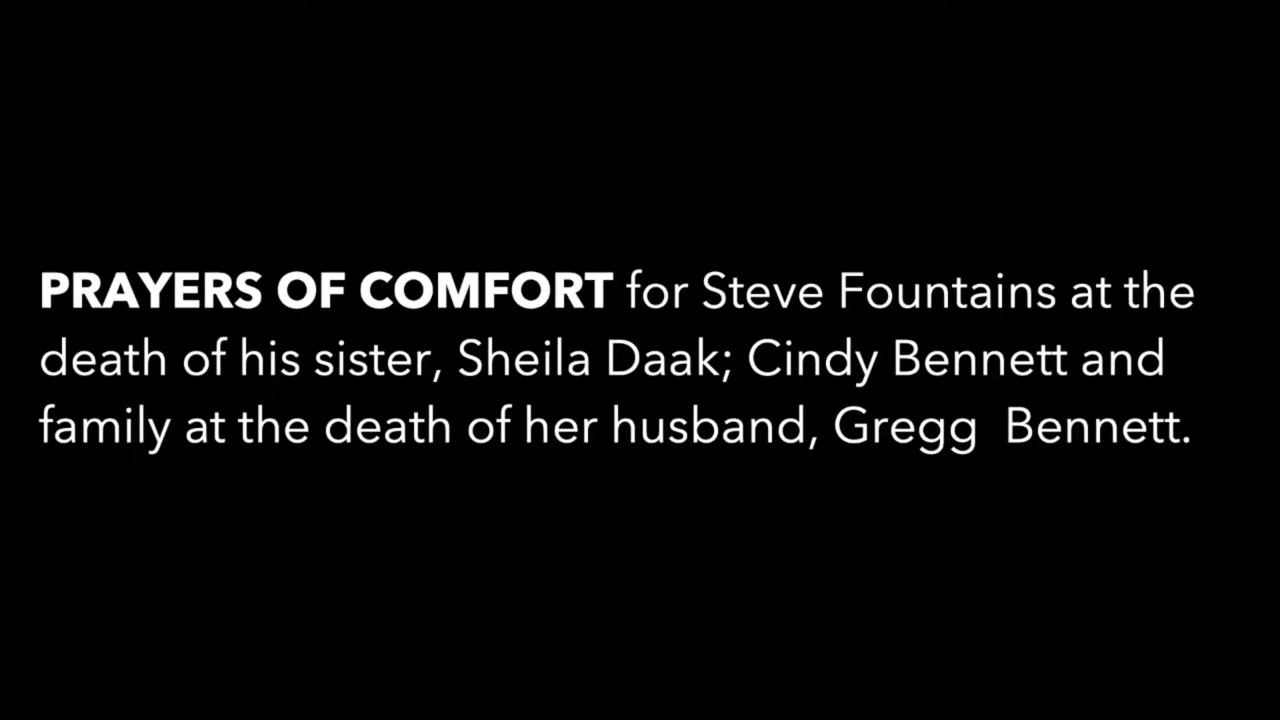 PRAYERS OF COMFORT for Steve Fountains at the
death of his sister, Sheila Daak; Cindy Bennett and
family at the death of her husband, Gregg  Bennett.